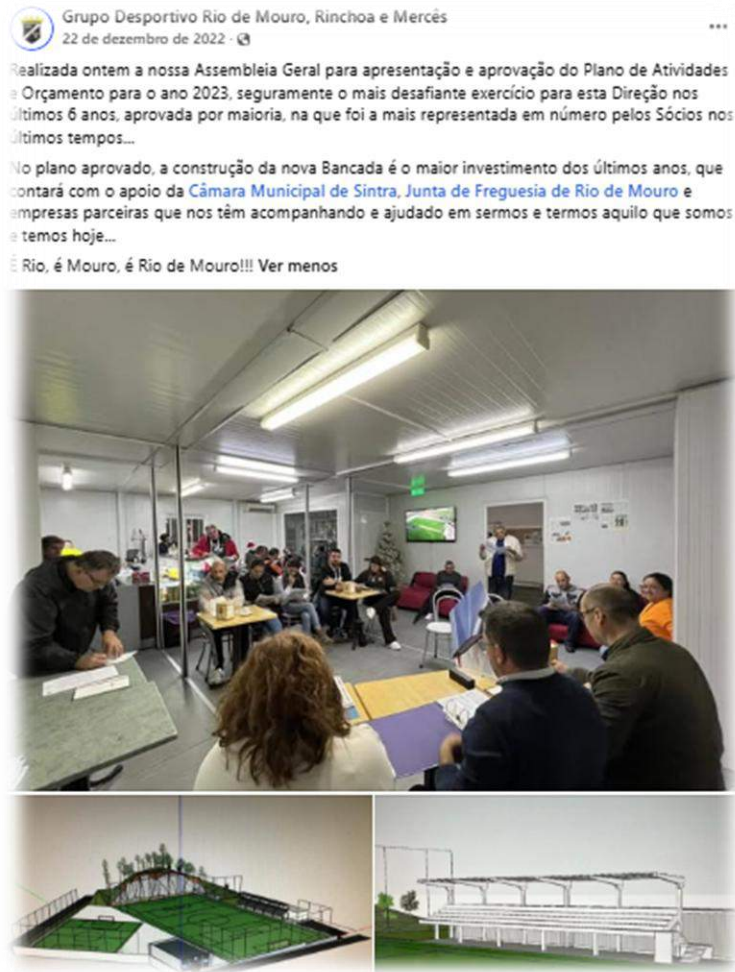 Grupo Desportivo Rio de Mouro, Rinchoa e Mercês
22 de dezembro de 2022 ·
Realizada ontem a nossa Assembleia Geral para apresentação e aprovação do Plano de Atividades
e Orçamento para o ano 2023, seguramente o mais desafiante exercício para esta Direção nos
últimos 6 anos, aprovada por maioria, na que foi a mais representada em número pelos Sócios nos
últimos tempos...
No plano aprovado, a construção da nova Bancada é o maior investimento dos últimos anos, que
contará com o apoio da Câmara Municipal de Sintra, Junta de Freguesia de Rio de Mouro e
empresas parceiras que nos têm acompanhando e ajudado em sermos e termos aquilo que somos
e temos hoje...
É Rio, é Mouro, é Rio de Mouro!!! Ver menos